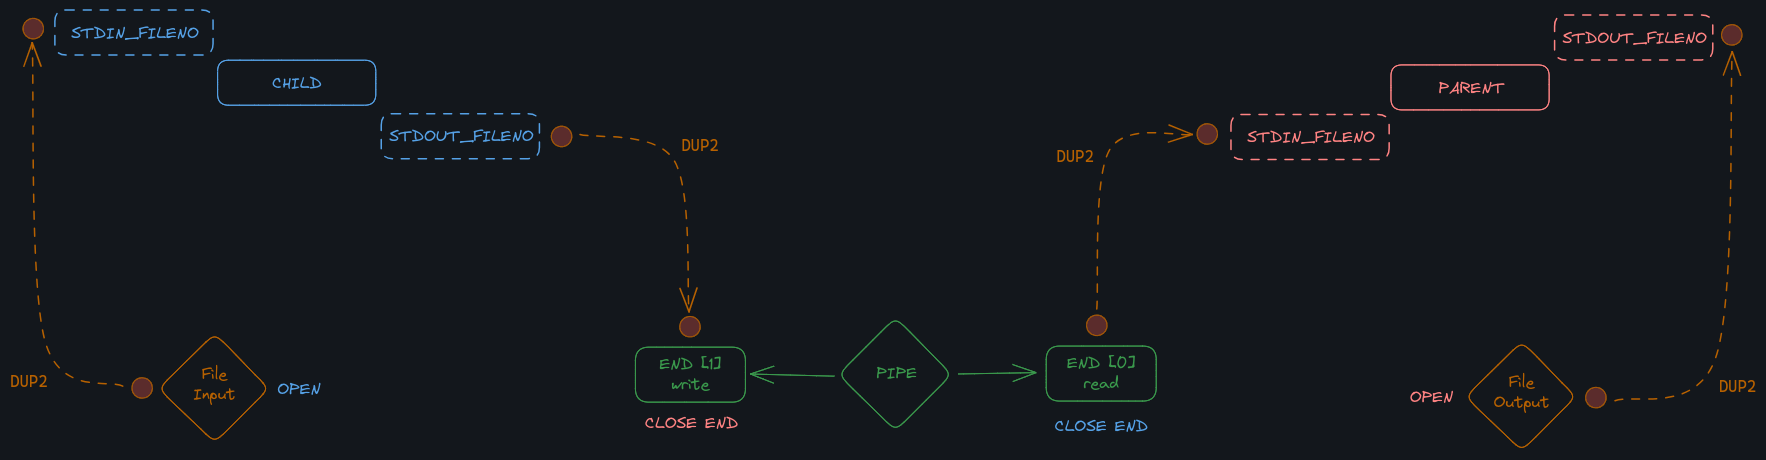 STDIN_FILENO
CHILD
STDOUT_FILENO
DUP2
DUP2
File
Input
OPEN
END [1]
write
CLOSE END
PIPE
END [0]
read
CLOSE END
DUP2
STDIN_FILENO
PARENT
STDOUT_FILENO
OPEN
File
Output
DUP2